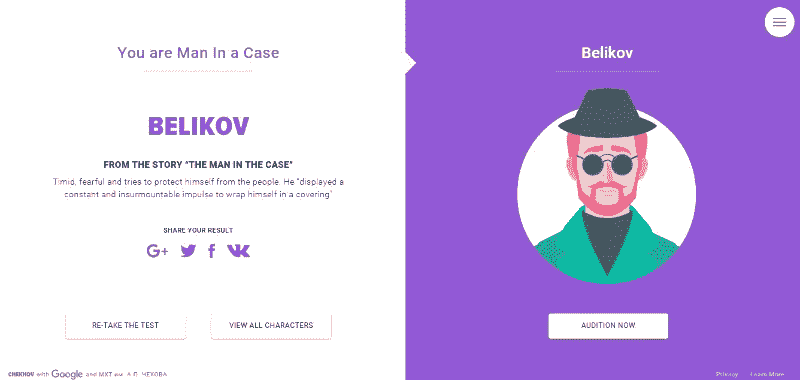 You are Man In a Case
BELIKOV
FROM THE STORY “THE MAN IN THE CASE”
Timid, fearful and tries to protect himself from the people. He “displayed a
constant and insurmountable impulse to wrap himself in a covering”
SHARE YOUR RESULT
G+
RE-TAKE THE TEST
VIEW ALL CHARACTERS
CHEKHOV with Google and МХТ им. А.П. ЧЕХОВА
Belikov
AUDITION NOW
Privacy Learn More